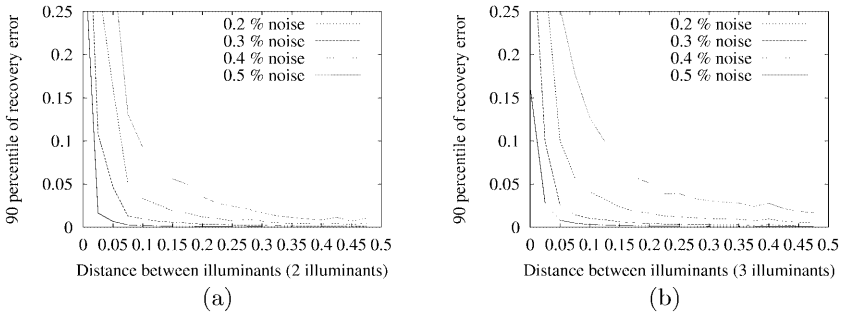 90 percentile of recovery error
0.25
0.2
0.15
0.1
0.05
0
0.2 % noise
0.3 % noise
0.4 % noise
0.5 % noise
0 0.05 0.1 0.15 0.2 0.25 0.3 0.35 0.4 0.45 0.5
Distance between illuminants (2 illuminants)
(a)
90 percentile of recovery error
0.25
0.2
0.15
0.1
0.05
0
0.2 % noise
0.3 % noise
0.4 % noise
0.5 % noise
0 0.05 0.1 0.15 0.2 0.25 0.3 0.35 0.4 0.45 0.5
Distance between illuminants (3 illuminants)
(b)